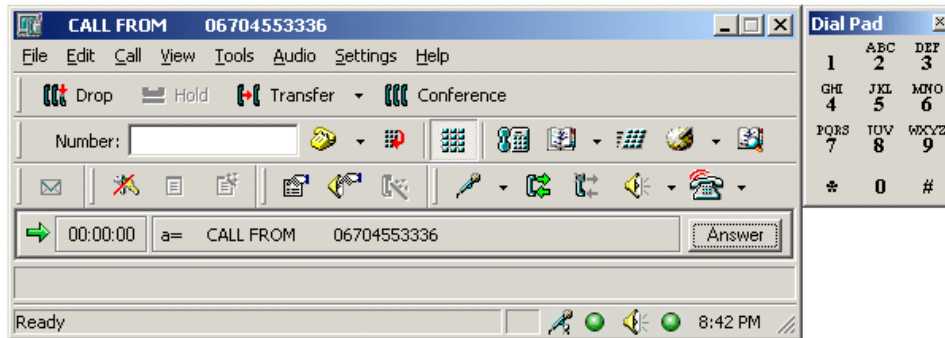 CALL FROM 06704553336
File Edit Call View Tools Audio Settings Help
Drop Hold Transfer Conference
Number:
00:00:00 a= CALL FROM 06704553336 Answer
Ready 8:42 PM
Dial Pad
ABC DEF
1 2 3
GHI JKL MNO
4 5 6
PQRS TUV WXYZ
7 8 9
* 0 #